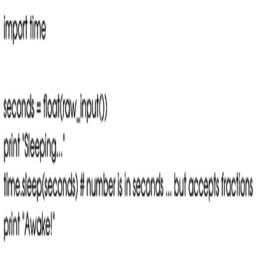 import time
seconds = float(raw_input())
print "Sleeping..."
time.sleep(seconds) # number is in seconds ... but accepts fractions
print "Awake!"